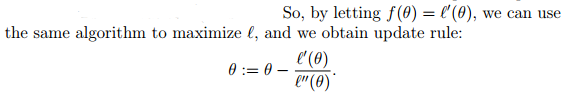 So, by letting f(θ) = ℓ′(θ), we can use
the same algorithm to maximize ℓ, and we obtain update rule:
θ := θ − ℓ′(θ) / ℓ″(θ) .